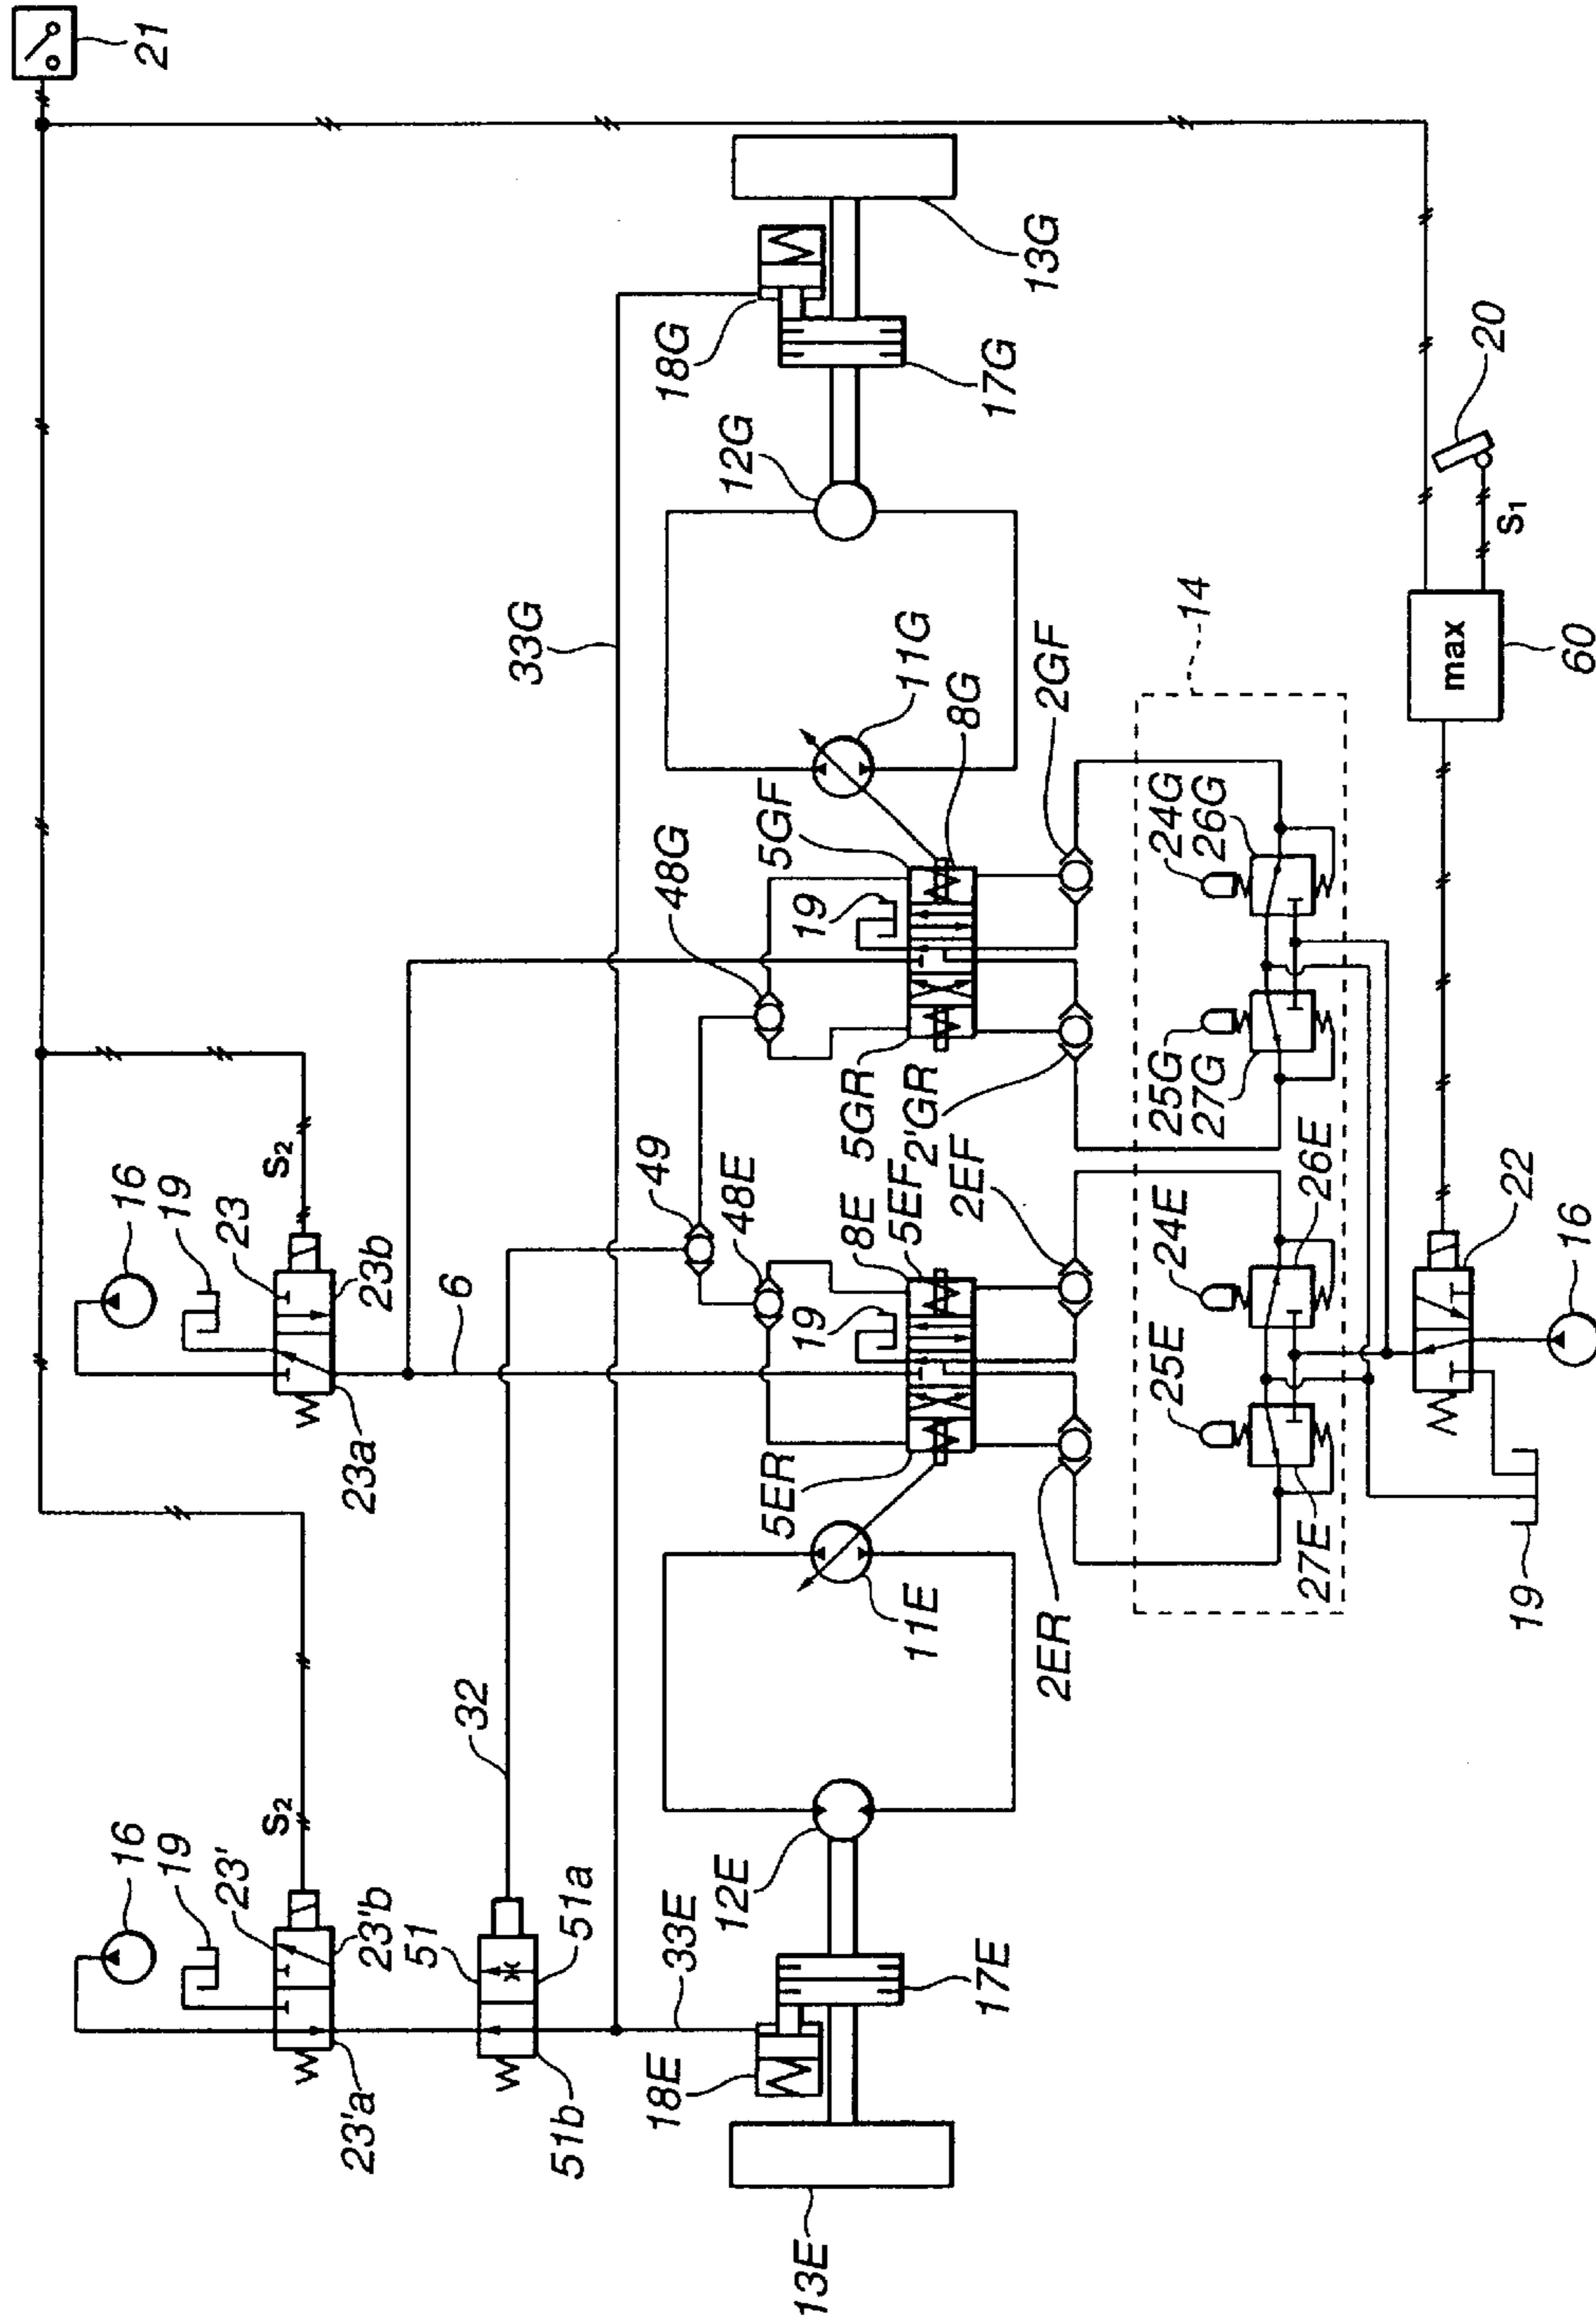 21
16
19
23
S2
23b
23a
6
16
19
23'
S2
23'b
23'a
51
51a
51b
32
33E
33G
49
48E
48G
18G
17G
13G
12G
11G
8G
5GF
19
5GR
2'GR
2GF
8E
5EF
19
5ER
2EF
2ER
11E
12E
17E
18E
13E
14
24G
26G
25G
27G
24E
26E
25E
27E
20
S1
max
60
22
16
19